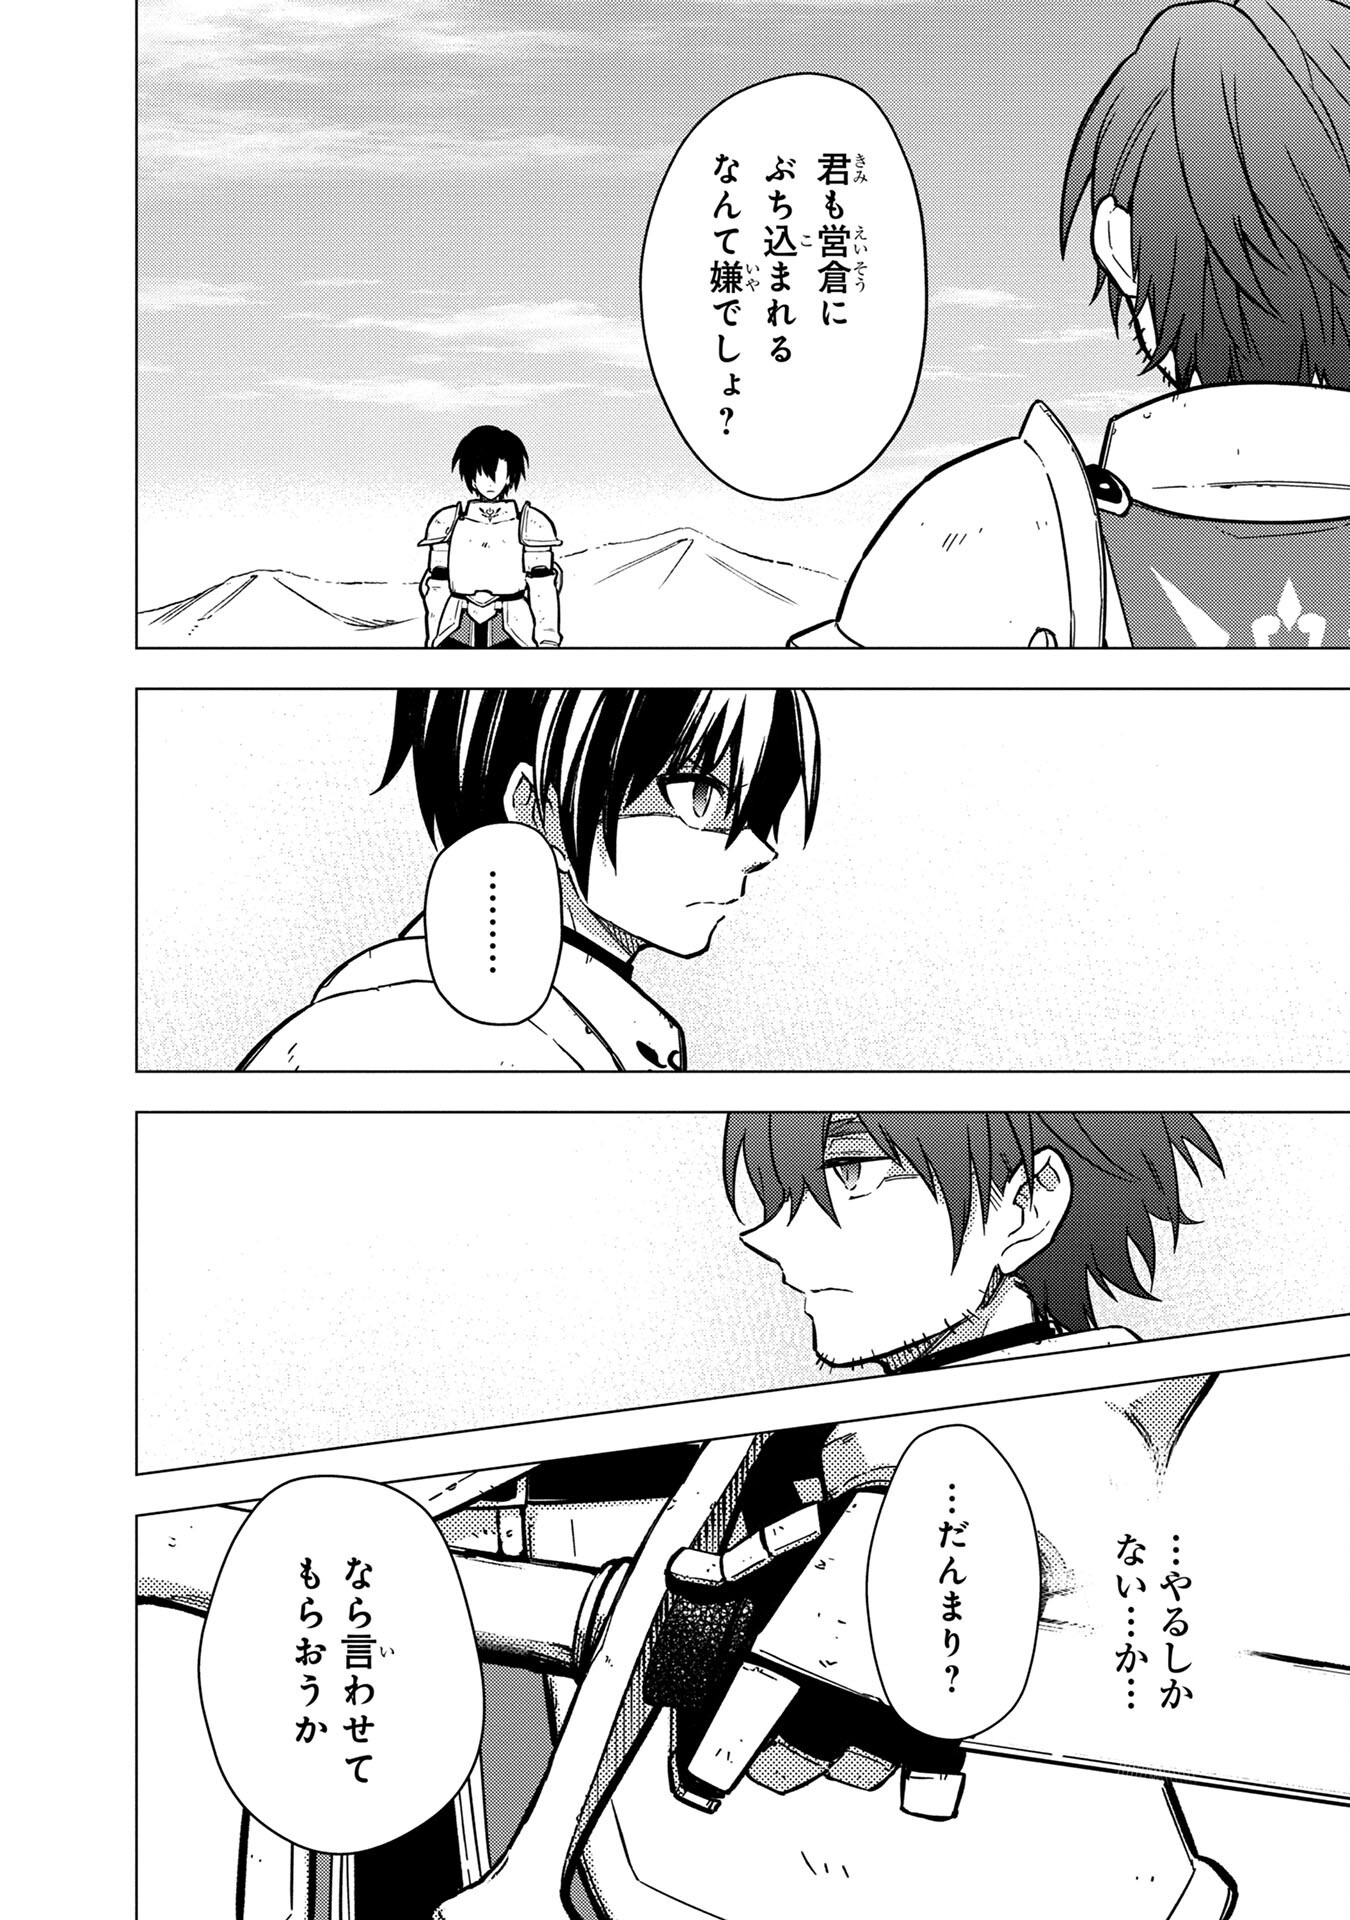 君も営倉に
ぶち込まれる
なんて嫌でしょ？
………
…やるしか
ない…か…
…だんまり？
なら言わせて
もらおうか